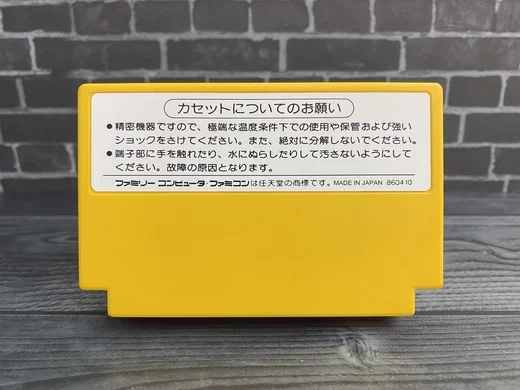 カセットについてのお願い
●精密機器ですので、極端な温度条件下での使用や保管および強い
ショックをさけてください。また、絶対に分解しないでください。
●端子部に手を触れたり、水にぬらしたりして汚さないようにして
ください。故障の原因となります。
ファミリー コンピュータ・ファミコンは任天堂の商標です。 MADE IN JAPAN 860410